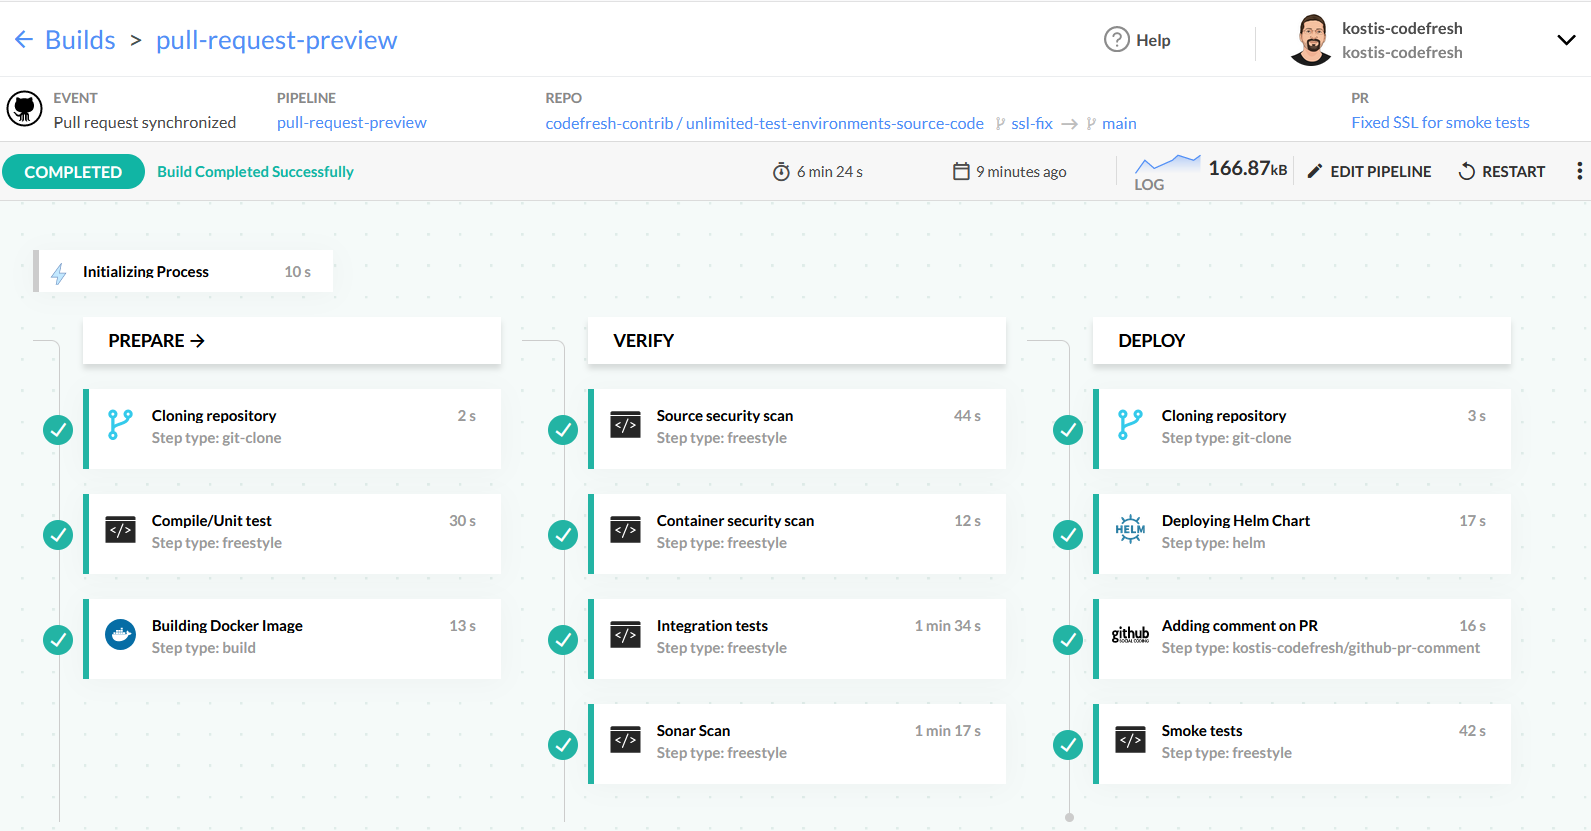 Builds > pull-request-preview
Help
kostis-codefresh
kostis-codefresh
EVENT
Pull request synchronized
PIPELINE
pull-request-preview
REPO
codefresh-contrib / unlimited-test-environments-source-code ssl-fix → main
PR
Fixed SSL for smoke tests
COMPLETED
Build Completed Successfully
6 min 24 s
9 minutes ago
LOG
166.87kB
EDIT PIPELINE
RESTART
Initializing Process 10 s
PREPARE →
Cloning repository 2 s
Step type: git-clone
Compile/Unit test 30 s
Step type: freestyle
Building Docker Image 13 s
Step type: build
VERIFY
Source security scan 44 s
Step type: freestyle
Container security scan 12 s
Step type: freestyle
Integration tests 1 min 34 s
Step type: freestyle
Sonar Scan 1 min 17 s
Step type: freestyle
DEPLOY
Cloning repository 3 s
Step type: git-clone
HELM
Deploying Helm Chart 17 s
Step type: helm
github
SOCIAL CODING
Adding comment on PR 16 s
Step type: kostis-codefresh/github-pr-comment
Smoke tests 42 s
Step type: freestyle